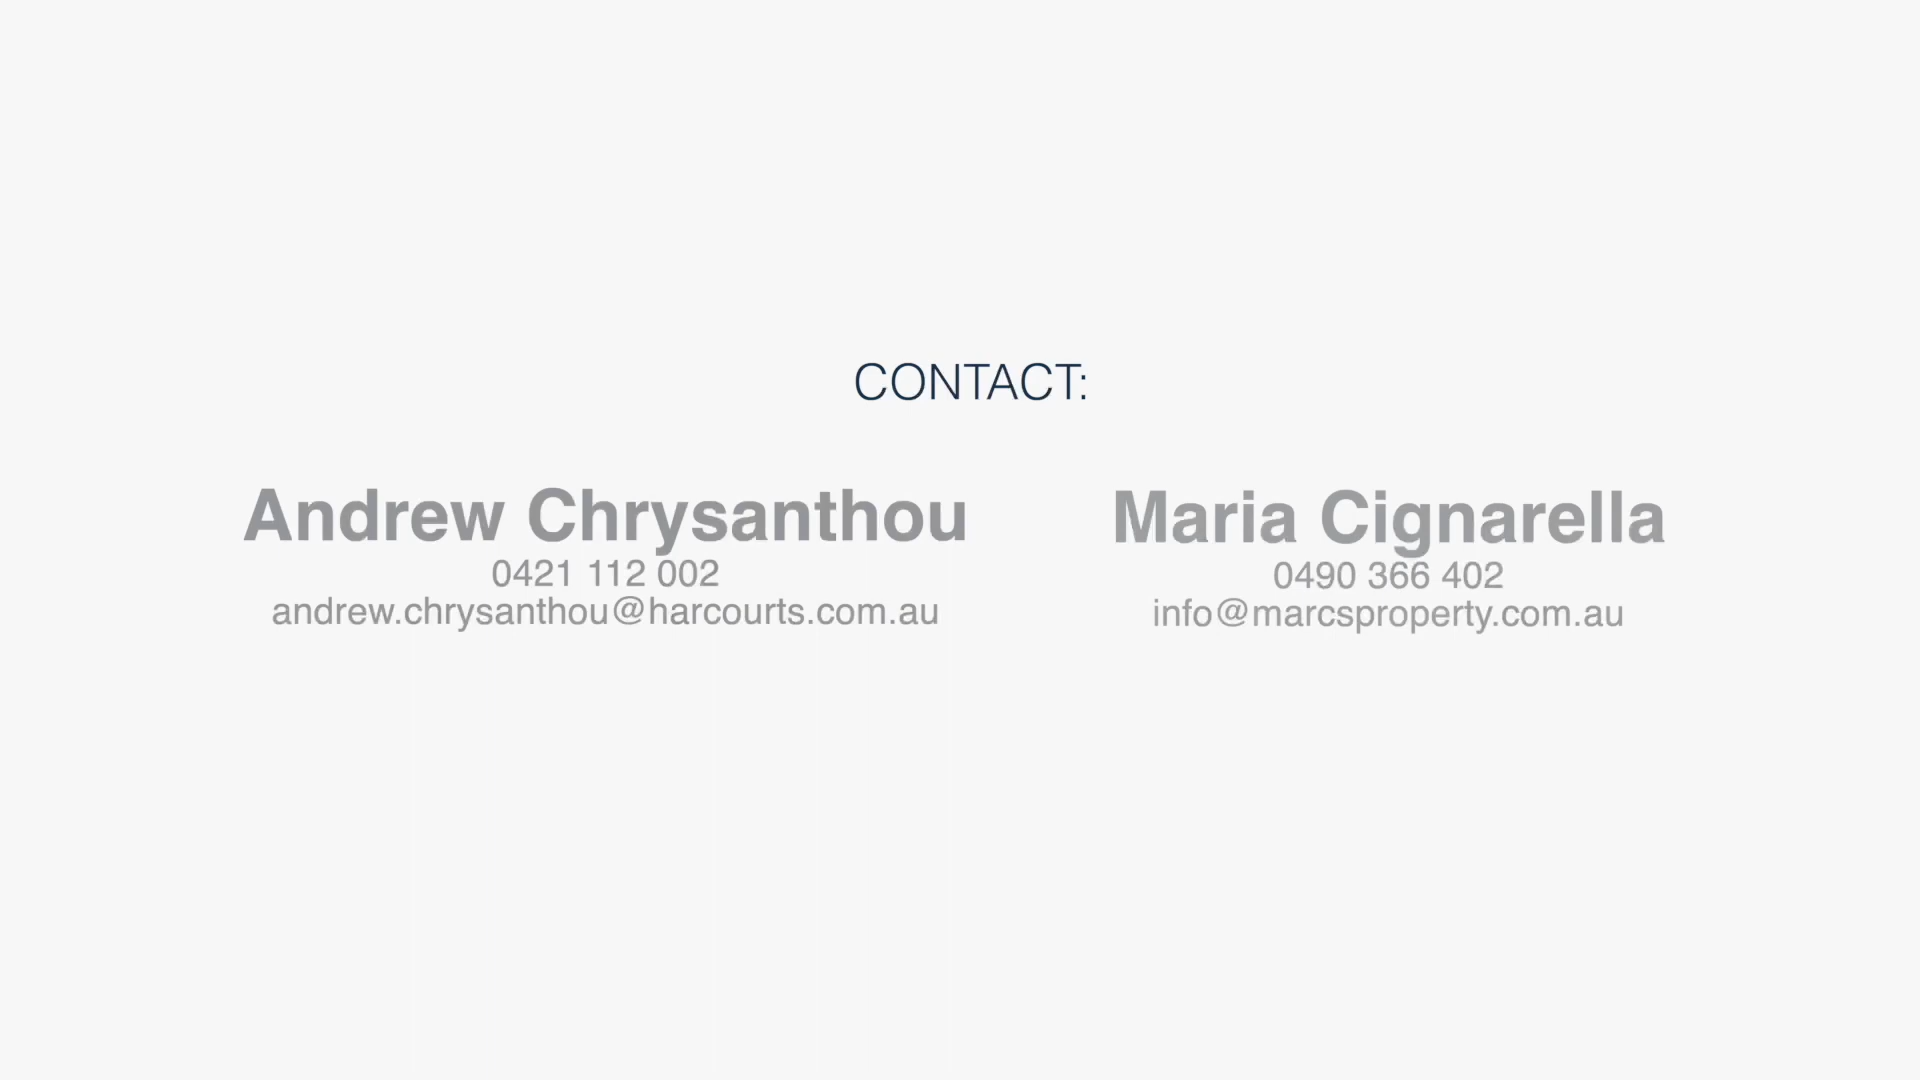 CONTACT:
Andrew Chrysanthou
0421 112 002
andrew.chrysanthou@harcourts.com.au
Maria Cignarella
0490 366 402
info@marcsproperty.com.au